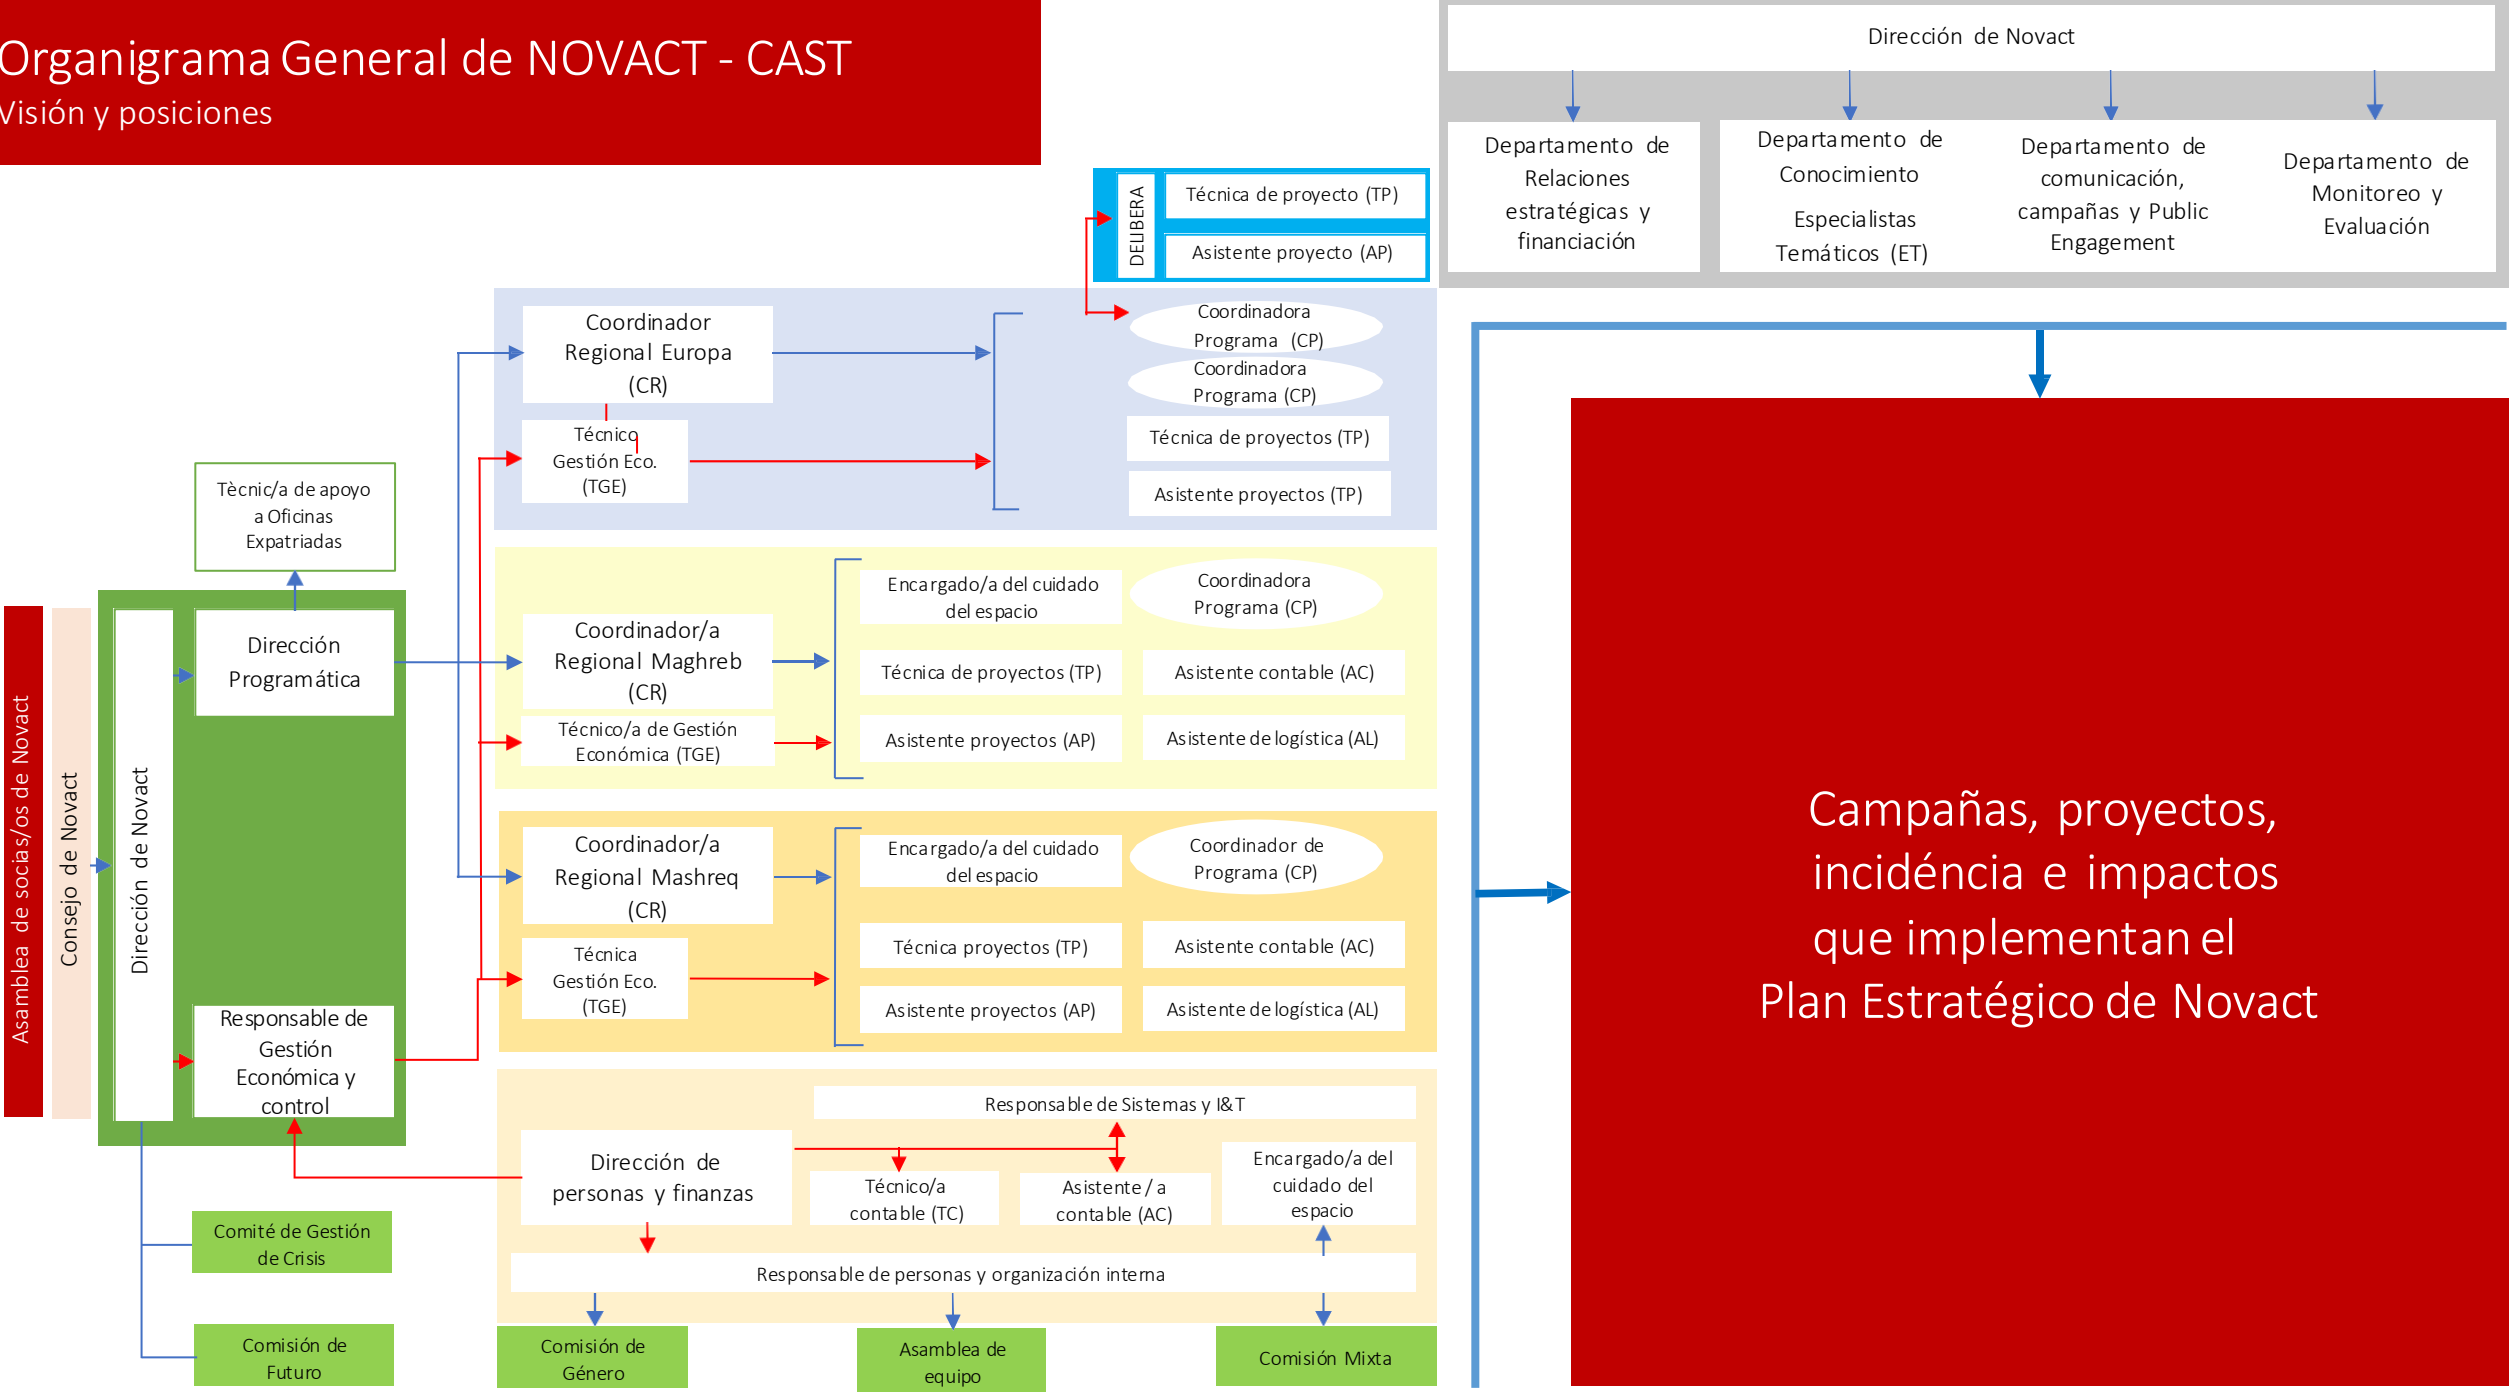 Organigrama General de NOVACT - CAST
Visión y posiciones
Dirección de Novact
Departamento de
Relaciones
estratégicas y
financiación
Departamento de
Conocimiento
Especialistas
Temáticos (ET)
Departamento de
comunicación,
campañas y Public
Engagement
Departamento de
Monitoreo y
Evaluación
DELIBERA
Técnica de proyecto (TP)
Asistente proyecto (AP)
Coordinador
Regional Europa
(CR)
Técnico
Gestión Eco.
(TGE)
Coordinadora
Programa (CP)
Coordinadora
Programa (CP)
Técnica de proyectos (TP)
Asistente proyectos (TP)
Tècnic/a de apoyo
a Oficinas
Expatriadas
Asamblea de socias/os de Novact
Consejo de Novact
Dirección de Novact
Dirección
Programática
Responsable de
Gestión
Económica y
control
Coordinador/a
Regional Maghreb
(CR)
Técnico/a de Gestión
Económica (TGE)
Encargado/a del cuidado
del espacio
Coordinadora
Programa (CP)
Técnica de proyectos (TP)
Asistente contable (AC)
Asistente proyectos (AP)
Asistente de logística (AL)
Coordinador/a
Regional Mashreq
(CR)
Técnica
Gestión Eco.
(TGE)
Encargado/a del cuidado
del espacio
Coordinador de
Programa (CP)
Técnica proyectos (TP)
Asistente contable (AC)
Asistente proyectos (AP)
Asistente de logística (AL)
Responsable de Sistemas y I&T
Dirección de
personas y finanzas
Técnico/a
contable (TC)
Asistente / a
contable (AC)
Encargado/a del
cuidado del
espacio
Responsable de personas y organización interna
Comité de Gestión
de Crisis
Comisión de
Futuro
Comisión de
Género
Asamblea de
equipo
Comisión Mixta
Campañas, proyectos,
incidéncia e impactos
que implementan el
Plan Estratégico de Novact